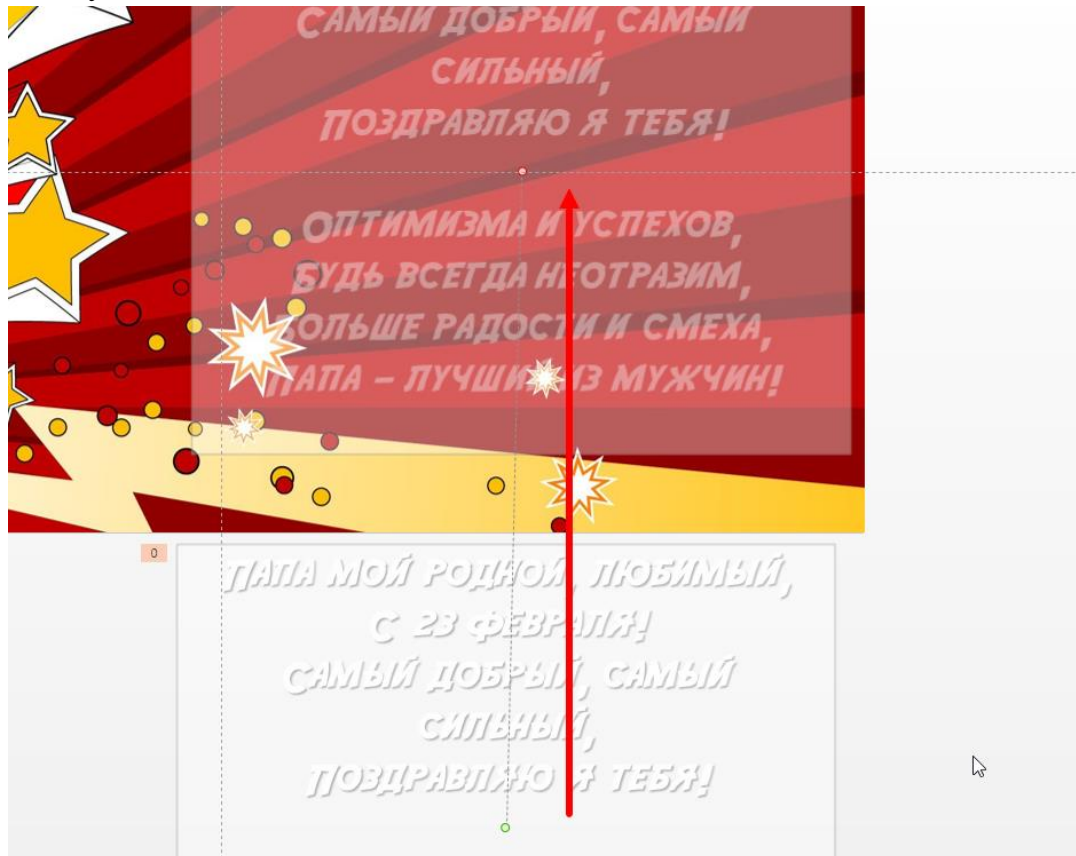 Самый добрый, самый
сильный,
Поздравляю я тебя!
Оптимизма и успехов,
Будь всегда неотразим,
Больше радости и смеха,
Папа – лучший из мужчин!
0
Папа мой родной, любимый,
С 23 февраля!
Самый добрый, самый
сильный,
Поздравляю я тебя!